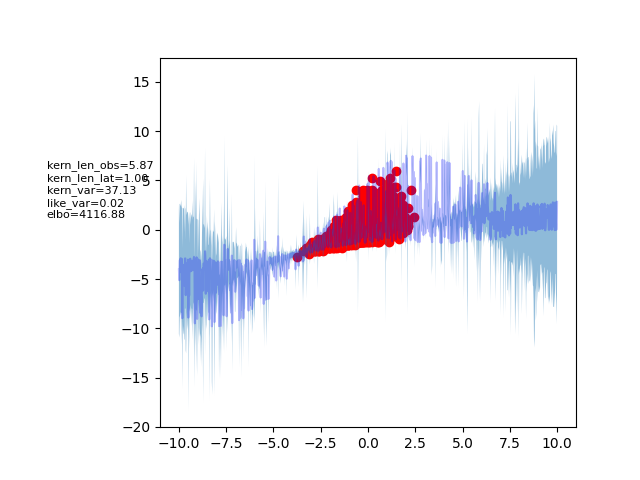 15
10
kern_len_obs=5.87
kern_len_lat=1.06
5
kern_var=37.13
like_var=0.02
elbo=4116.88
0
−5
−10
−15
−20
−10.0 −7.5 −5.0 −2.5 0.0 2.5 5.0 7.5 10.0